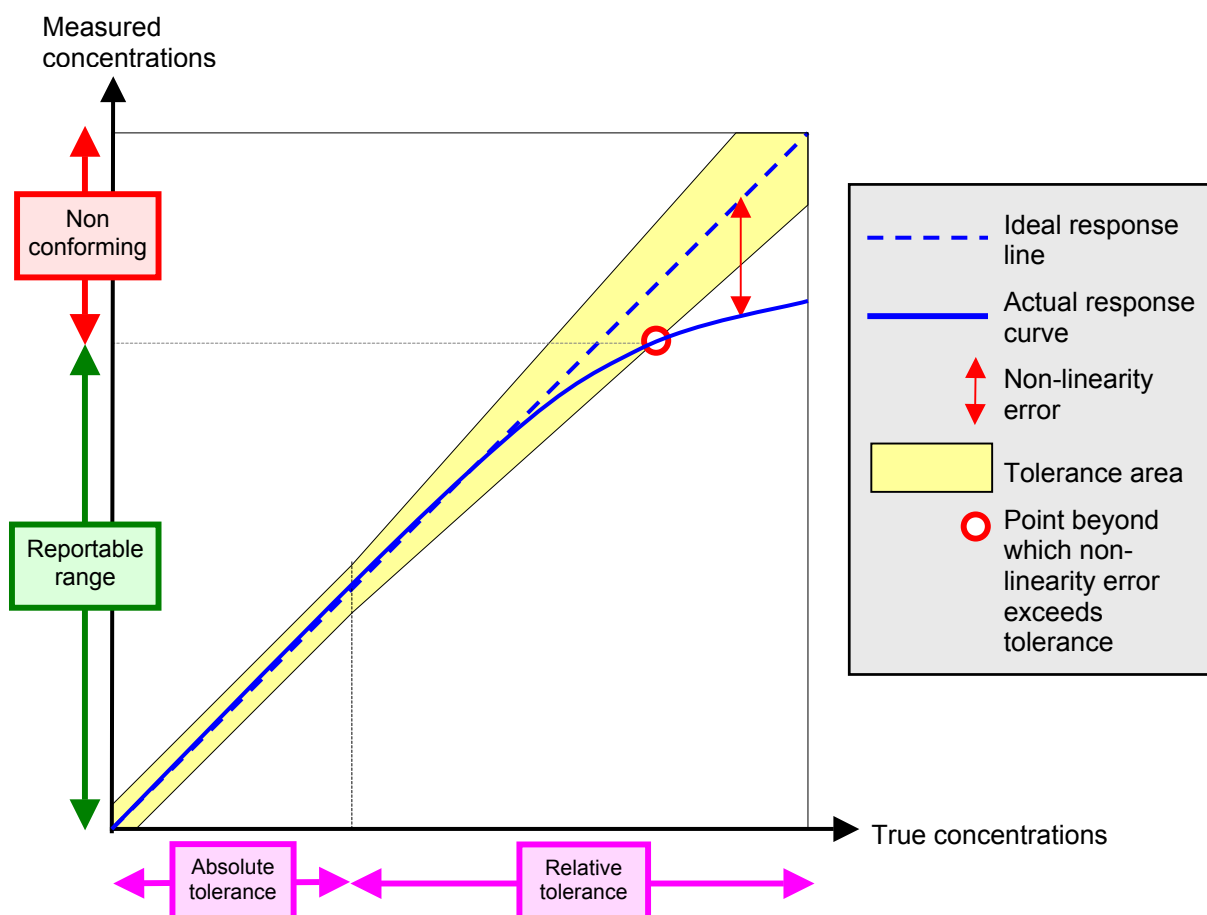 Measured
concentrations
Non
conforming
Reportable
range
Absolute
tolerance
Relative
tolerance
True concentrations
Ideal response
line
Actual response
curve
Non-linearity
error
Tolerance area
Point beyond
which non-
linearity error
exceeds
tolerance